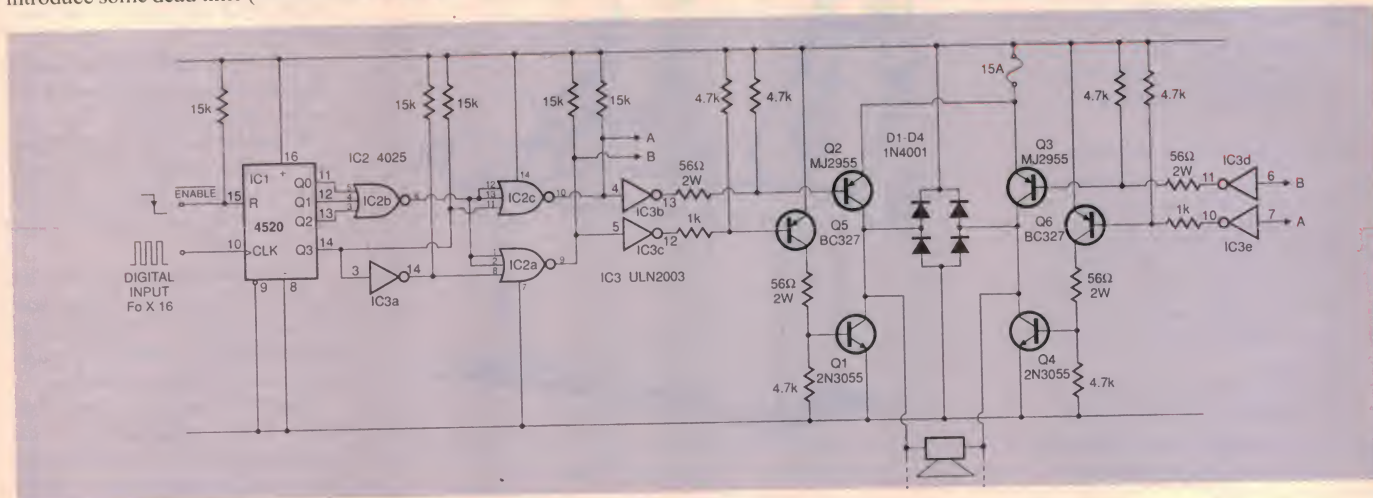 introduce some dead time (
15k
ENABLE
DIGITAL
INPUT
Fo X 16
15
10
16
+
IC1
R
4520
CLK
Q0
Q1
Q2
Q3
11
12
13
14
9
8
IC2 4025
IC2b
3
IC3a
14
15k
15k
14
IC2c
10
8
IC2a
9
7
15k
15k
A
B
4
IC3b
13
5
IC3c
12
IC3 ULN2003
56Ω
2W
1k
4.7k
4.7k
Q2
MJ2955
Q5
BC327
56Ω
2W
4.7k
Q1
2N3055
D1-D4
1N4001
15A
Q3
MJ2955
Q6
BC327
56Ω
2W
Q4
2N3055
4.7k
4.7k
4.7k
56Ω
2W
1k
IC3d
11
6
B
10
7
A
IC3e